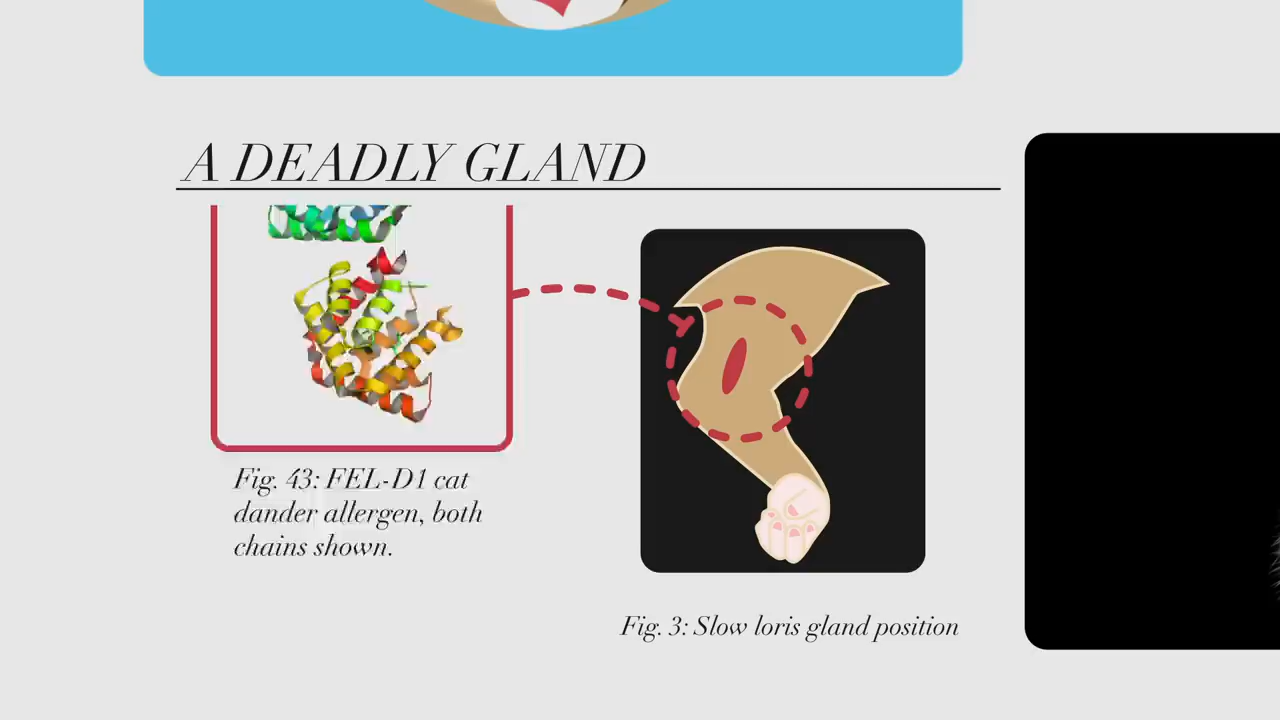 A DEADLY GLAND
Fig. 43: FEL-D1 cat
dander allergen, both
chains shown.
Fig. 3: Slow loris gland position